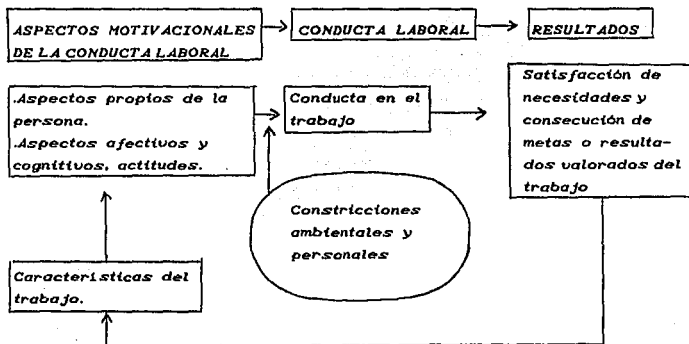 ASPECTOS MOTIVACIONALES
DE LA CONDUCTA LABORAL
CONDUCTA LABORAL
RESULTADOS
.Aspectos propios de la
persona.
.Aspectos afectivos y
cognitivos, actitudes.
Conducta en el
trabajo
Satisfacción de
necesidades y
consecución de
metas o resulta-
dos valorados del
trabajo
Constricciones
ambientales y
personales
Características del
trabajo.